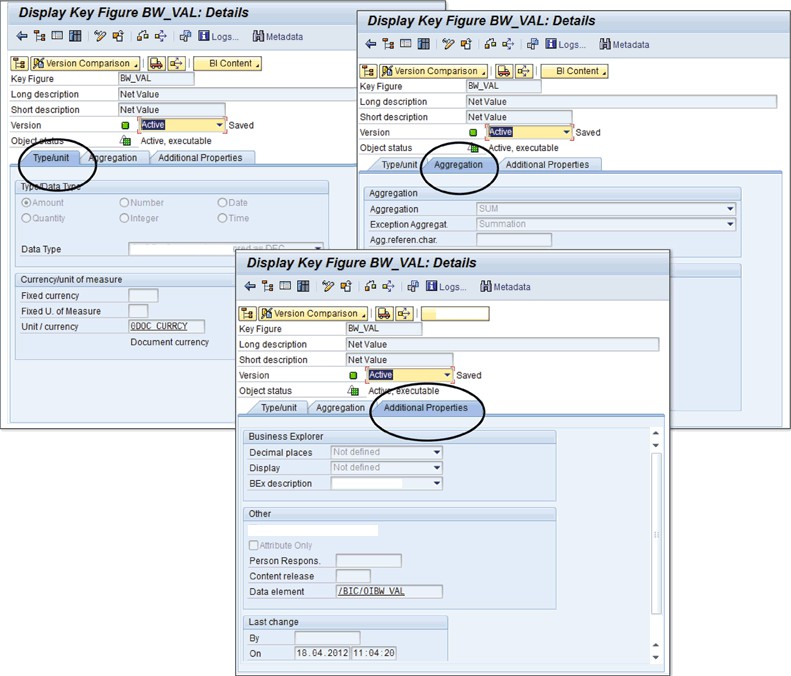 Display Key Figure BW_VAL: Details
Logs...
Metadata
Version Comparison
BI Content
Key Figure BW_VAL
Long description Net Value
Short description Net Value
Version Active Saved
Object status Active, executable
Type/unit Aggregation Additional Properties
Type/Data Type
Amount Number Date
Quantity Integer Time
Data Type
Currency/unit of measure
Fixed currency
Fixed U. of Measure
Unit / currency 0DOC_CURRCY
Document currency
Display Key Figure BW_VAL: Details
Logs...
Metadata
Version Comparison
BI Content
Key Figure BW_VAL
Long description Net Value
Short description Net Value
Version Active Saved
Object status Active, executable
Type/unit Aggregation Additional Properties
Aggregation
Aggregation SUM
Exception Aggregat. Summation
Agg.referen.char.
Display Key Figure BW_VAL: Details
Logs...
Metadata
Version Comparison
Key Figure BW_VAL
Long description Net Value
Short description Net Value
Version Active Saved
Object status Active, executable
Type/unit Aggregation Additional Properties
Business Explorer
Decimal places Not defined
Display Not defined
BEx description
Other
Attribute Only
Person Respons.
Content release
Data element /BIC/OIBW_VAL
Last change
By
On 18.04.2012 11:04:20